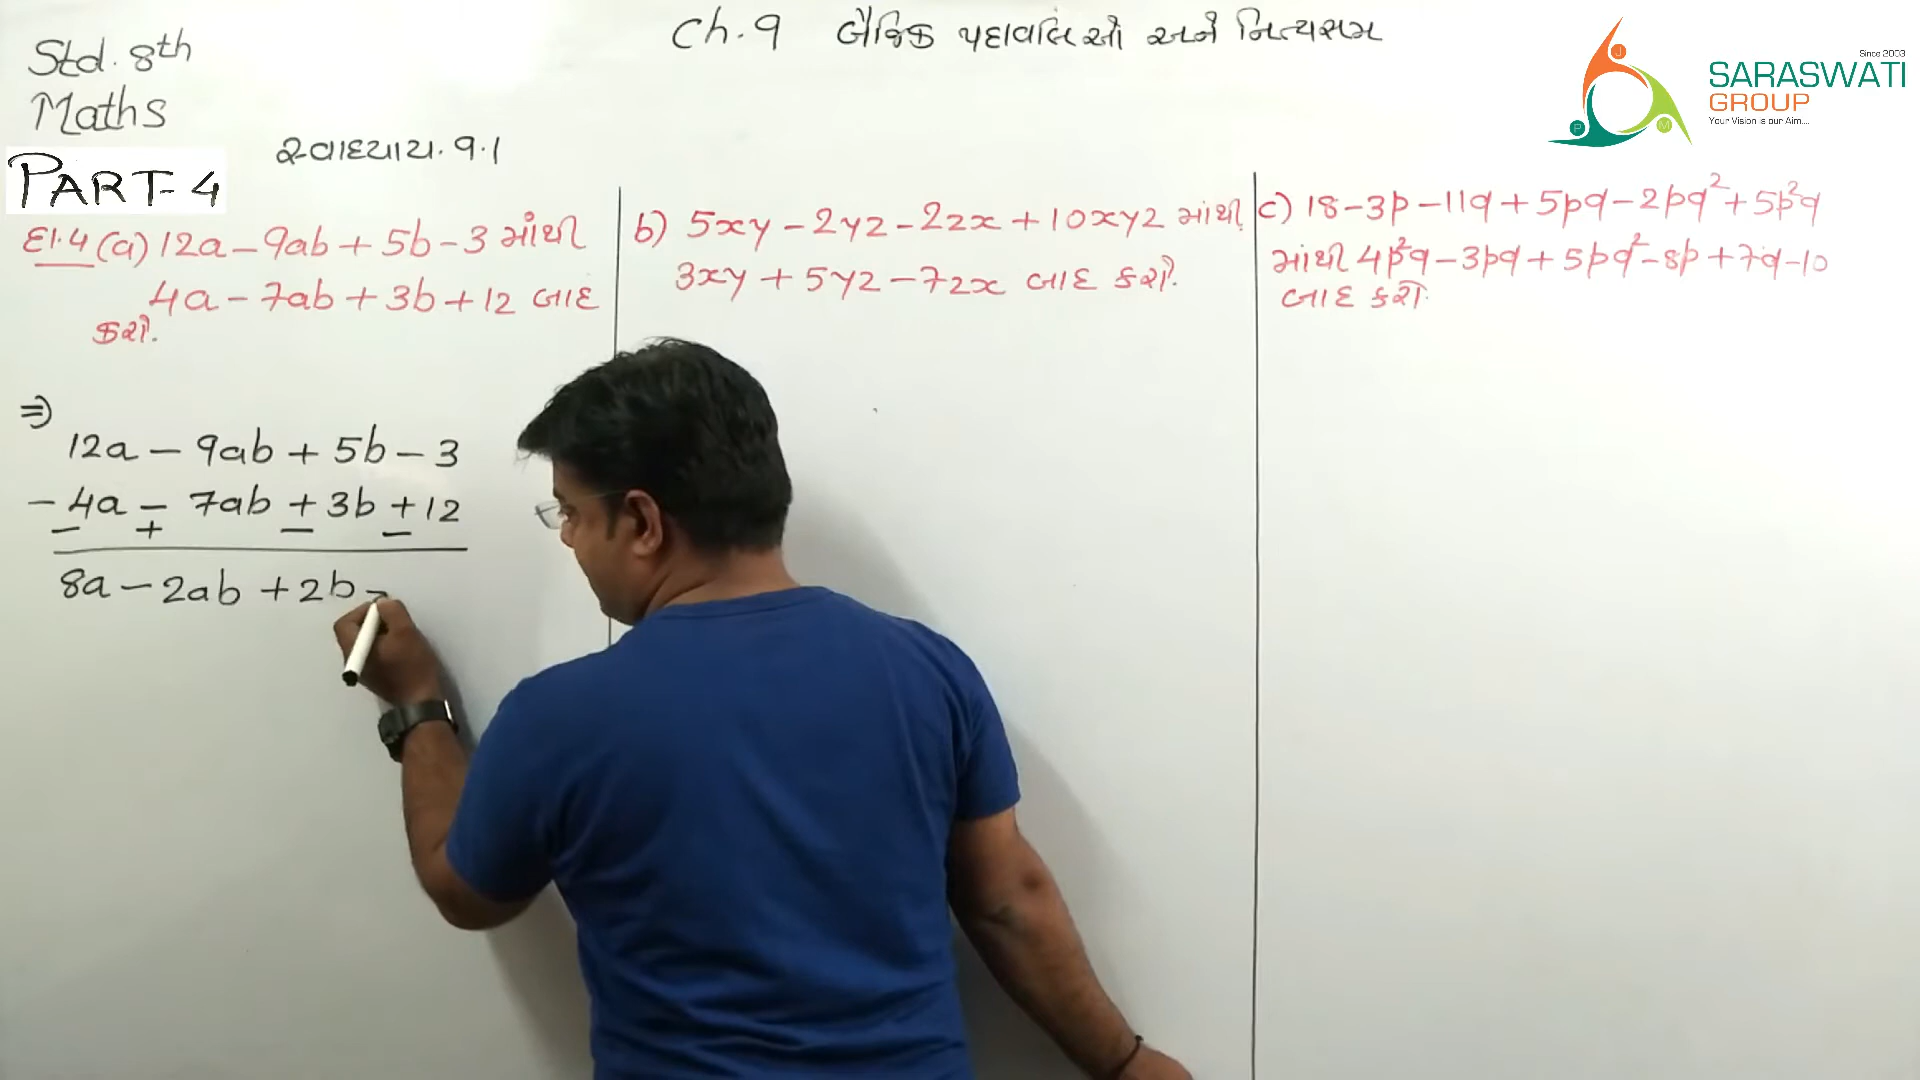 Ch. 9 બૈજિક પદાવલિઓ અને નિત્યસમ
Std. 8th
Maths
સ્વાધ્યાય. 9.1
PART-4
Since 2003
SARASWATI
GROUP
Your Vision is our Aim....
J
P
M
દા.4 (a) 12a - 9ab + 5b - 3 માંથી
4a - 7ab + 3b + 12 બાદ
કરો.
⇒
12a - 9ab + 5b - 3
- 4a - 7ab + 3b + 12
- + - -
8a - 2ab + 2b -
b) 5xy - 2yz - 2zx + 10xyz માંથી
3xy + 5yz - 7zx બાદ કરો.
c) 18 - 3p - 11q + 5pq - 2pq² + 5p²q
માંથી 4p²q - 3pq + 5pq² - 8p + 7q - 10
બાદ કરો.